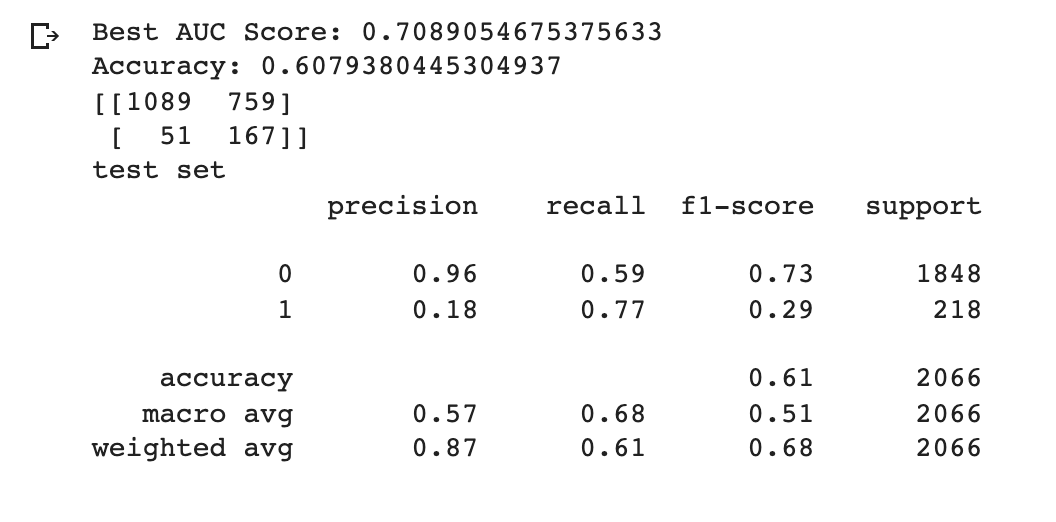 Best AUC Score: 0.7089054675375633
Accuracy: 0.6079380445304937
[[1089  759]
 [  51  167]]
test set
              precision    recall  f1-score   support

           0       0.96      0.59      0.73      1848
           1       0.18      0.77      0.29       218

    accuracy                           0.61      2066
   macro avg       0.57      0.68      0.51      2066
weighted avg       0.87      0.61      0.68      2066